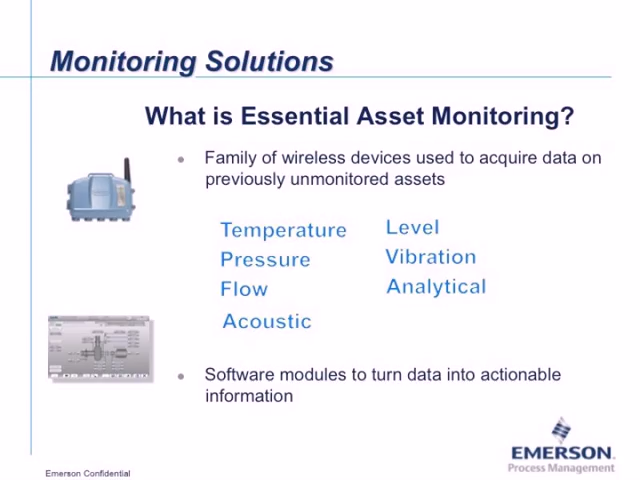 Monitoring Solutions
What is Essential Asset Monitoring?
Family of wireless devices used to acquire data on
previously unmonitored assets
Temperature
Pressure
Flow
Acoustic
Level
Vibration
Analytical
Software modules to turn data into actionable
information
EMERSON
Process Management
Emerson Confidential